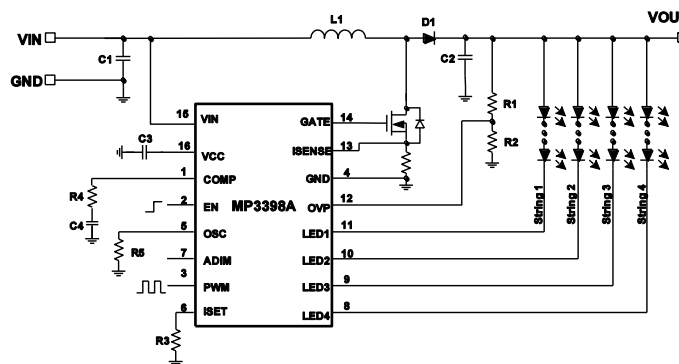 L1
D1
VOUT
VIN
C1
C2
GND
R1
R2
15
VIN
GATE
14
C3
16
VCC
ISENSE
13
1
COMP
GND
4
R4
2
EN
MP3398A
OVP
12
C4
5
OSC
LED1
11
R5
7
ADIM
LED2
10
3
PWM
LED3
9
6
ISET
LED4
8
R3
String 1
String 2
String 3
String 4